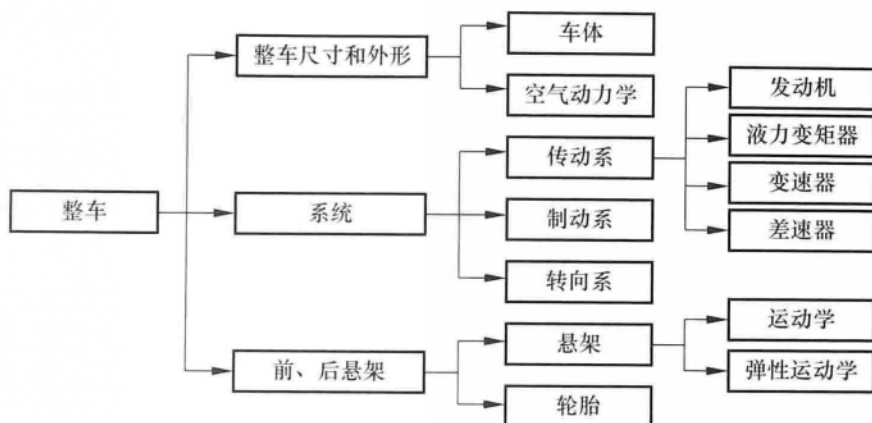 整车
整车尺寸和外形
车体
空气动力学
系统
传动系
发动机
液力变矩器
变速器
差速器
制动系
转向系
前、后悬架
悬架
运动学
弹性运动学
轮胎